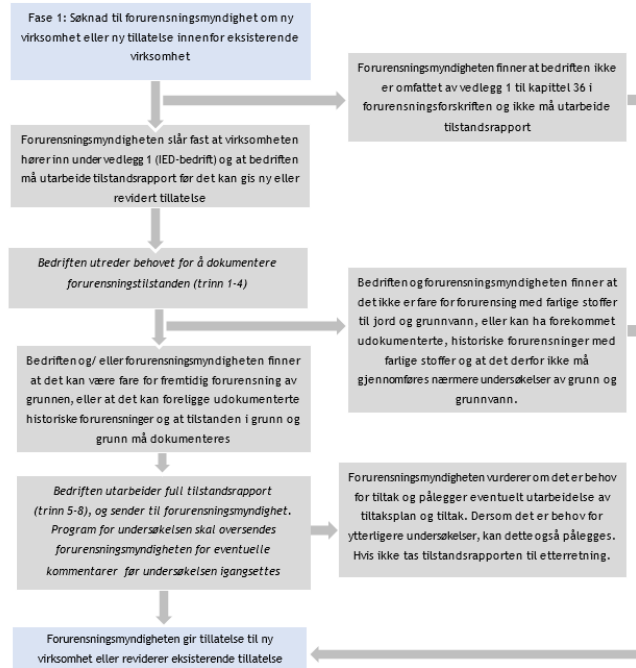 Fase 1: Søknad til forurensningsmyndighet om ny
virksomhet eller ny tillatelse innenfor eksisterende
virksomhet
Forurensningsmyndigheten finner at bedriften ikke
er omfattet av vedlegg 1 til kapittel 36 i
forurensningsforskriften og ikke må utarbeide
tilstandsrapport
Forurensningsmyndigheten slår fast at virksomheten
hører inn under vedlegg 1 (IED-bedrift) og at bedriften
må utarbeide tilstandsrapport før det kan gis ny eller
revidert tillatelse
Bedriften utreder behovet for å dokumentere
forurensningstilstanden (trinn 1-4)
Bedriften og forurensningsmyndigheten finner at
det ikke er fare for forurensing med farlige stoffer
til jord og grunnvann, eller kan ha forekommet
udokumenterte, historiske forurensninger med
farlige stoffer og at det derfor ikke må
gjennomføres nærmere undersøkelser av grunn og
grunnvann.
Bedriften og/ eller forurensningsmyndigheten finner
at det kan være fare for fremtidig forurensning av
grunnen, eller at det kan foreligge udokumenterte
historiske forurensninger og at tilstanden i grunn og
grunn må dokumenteres
Bedriften utarbeider full tilstandsrapport
(trinn 5-8), og sender til forurensningsmyndighet.
Program for undersøkelsen skal oversendes
forurensningsmyndigheten for eventuelle
kommentarer før undersøkelsen igangsettes
Forurensningsmyndigheten vurderer om det er behov
for tiltak og pålegger eventuelt utarbeidelse av
tiltaksplan og tiltak. Dersom det er behov for
ytterligere undersøkelser, kan dette også pålegges.
Hvis ikke tas tilstandsrapporten til etterretning.
Forurensningsmyndigheten gir tillatelse til ny
virksomhet eller reviderer eksisterende tillatelse